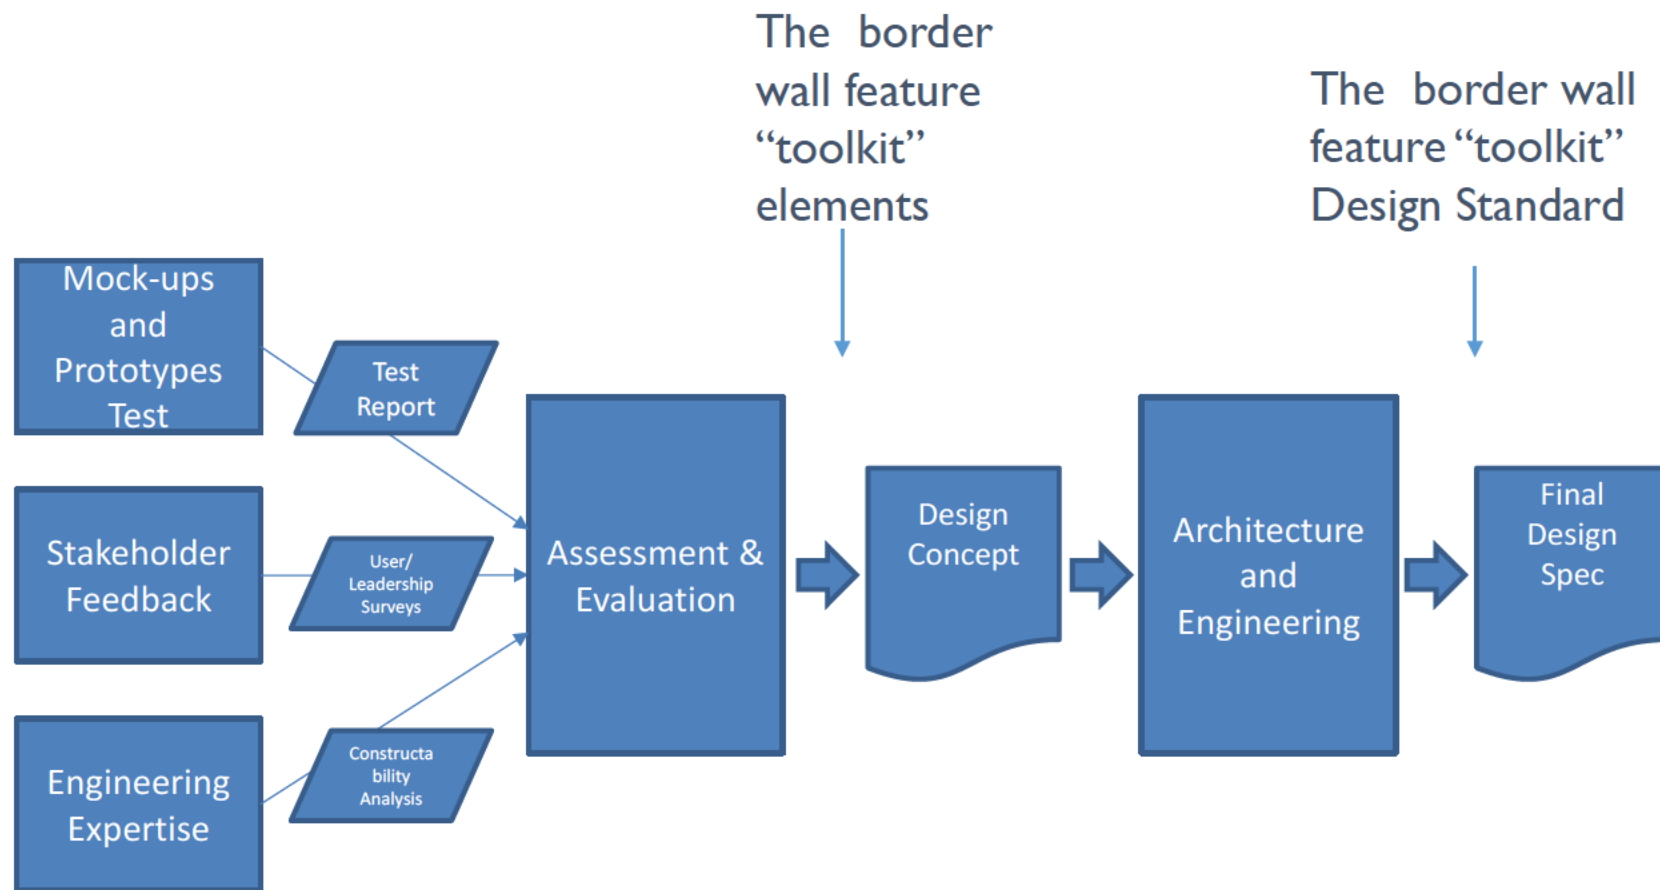 The border
wall feature
“toolkit”
elements
The border wall
feature “toolkit”
Design Standard
Mock-ups
and
Prototypes
Test
Test
Report
Stakeholder
Feedback
User/
Leadership
Surveys
Engineering
Expertise
Constructa
bility
Analysis
Assessment &
Evaluation
Design
Concept
Architecture
and
Engineering
Final
Design
Spec